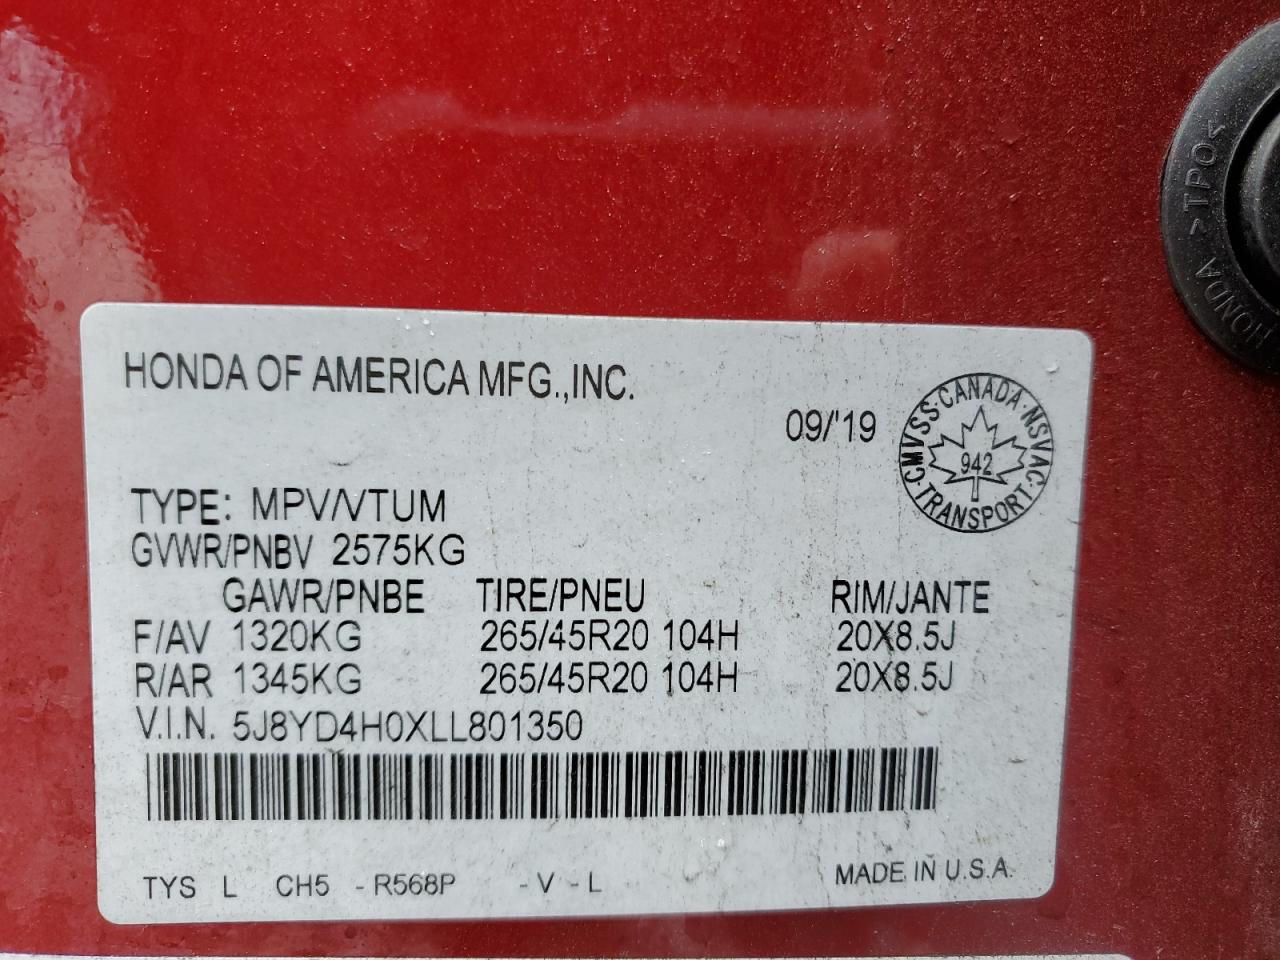 HONDA >TPO<
HONDA OF AMERICA MFG.,INC.
09/'19
CMVSS·CANADA·NSVAC·TRANSPORT·
942
TYPE: MPV/VTUM
GVWR/PNBV 2575KG
GAWR/PNBE TIRE/PNEU RIM/JANTE
F/AV 1320KG 265/45R20 104H 20X8.5J
R/AR 1345KG 265/45R20 104H 20X8.5J
V.I.N. 5J8YD4H0XLL801350
TYS L CH5 - R568P - V - L MADE IN U.S.A.